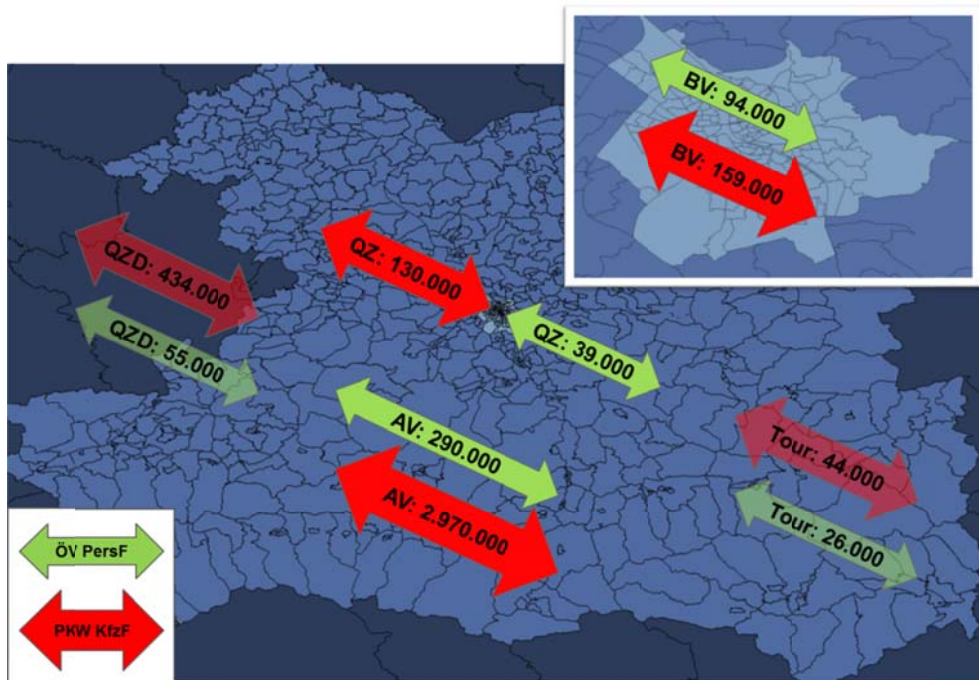 BV: 94.000
BV: 159.000
QZD: 434.000
QZ: 130.000
QZD: 55.000
QZ: 39.000
AV: 290.000
Tour: 44.000
AV: 2.970.000
Tour: 26.000
ÖV PersF
PKW KfzF